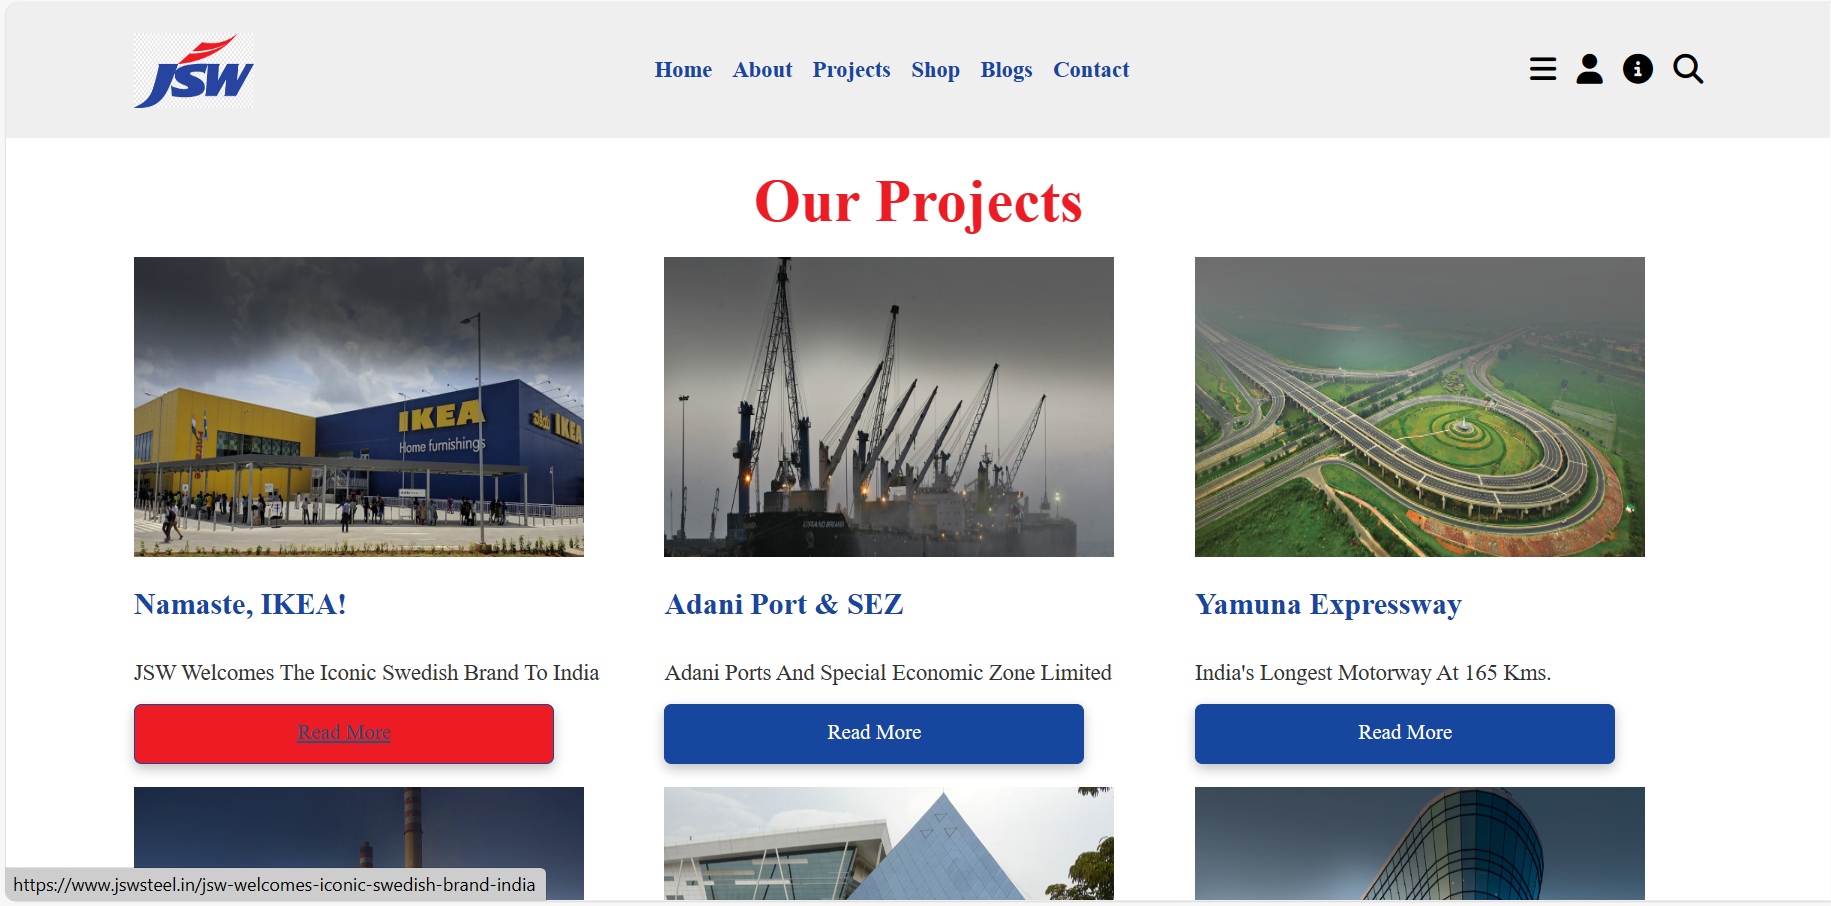 JSW
Home About Projects Shop Blogs Contact
Our Projects
IKEA
Home furnishings
IKEA
Namaste, IKEA!
Adani Port & SEZ
Yamuna Expressway
JSW Welcomes The Iconic Swedish Brand To India
Adani Ports And Special Economic Zone Limited
India's Longest Motorway At 165 Kms.
Read More
Read More
Read More
https://www.jswsteel.in/jsw-welcomes-iconic-swedish-brand-india